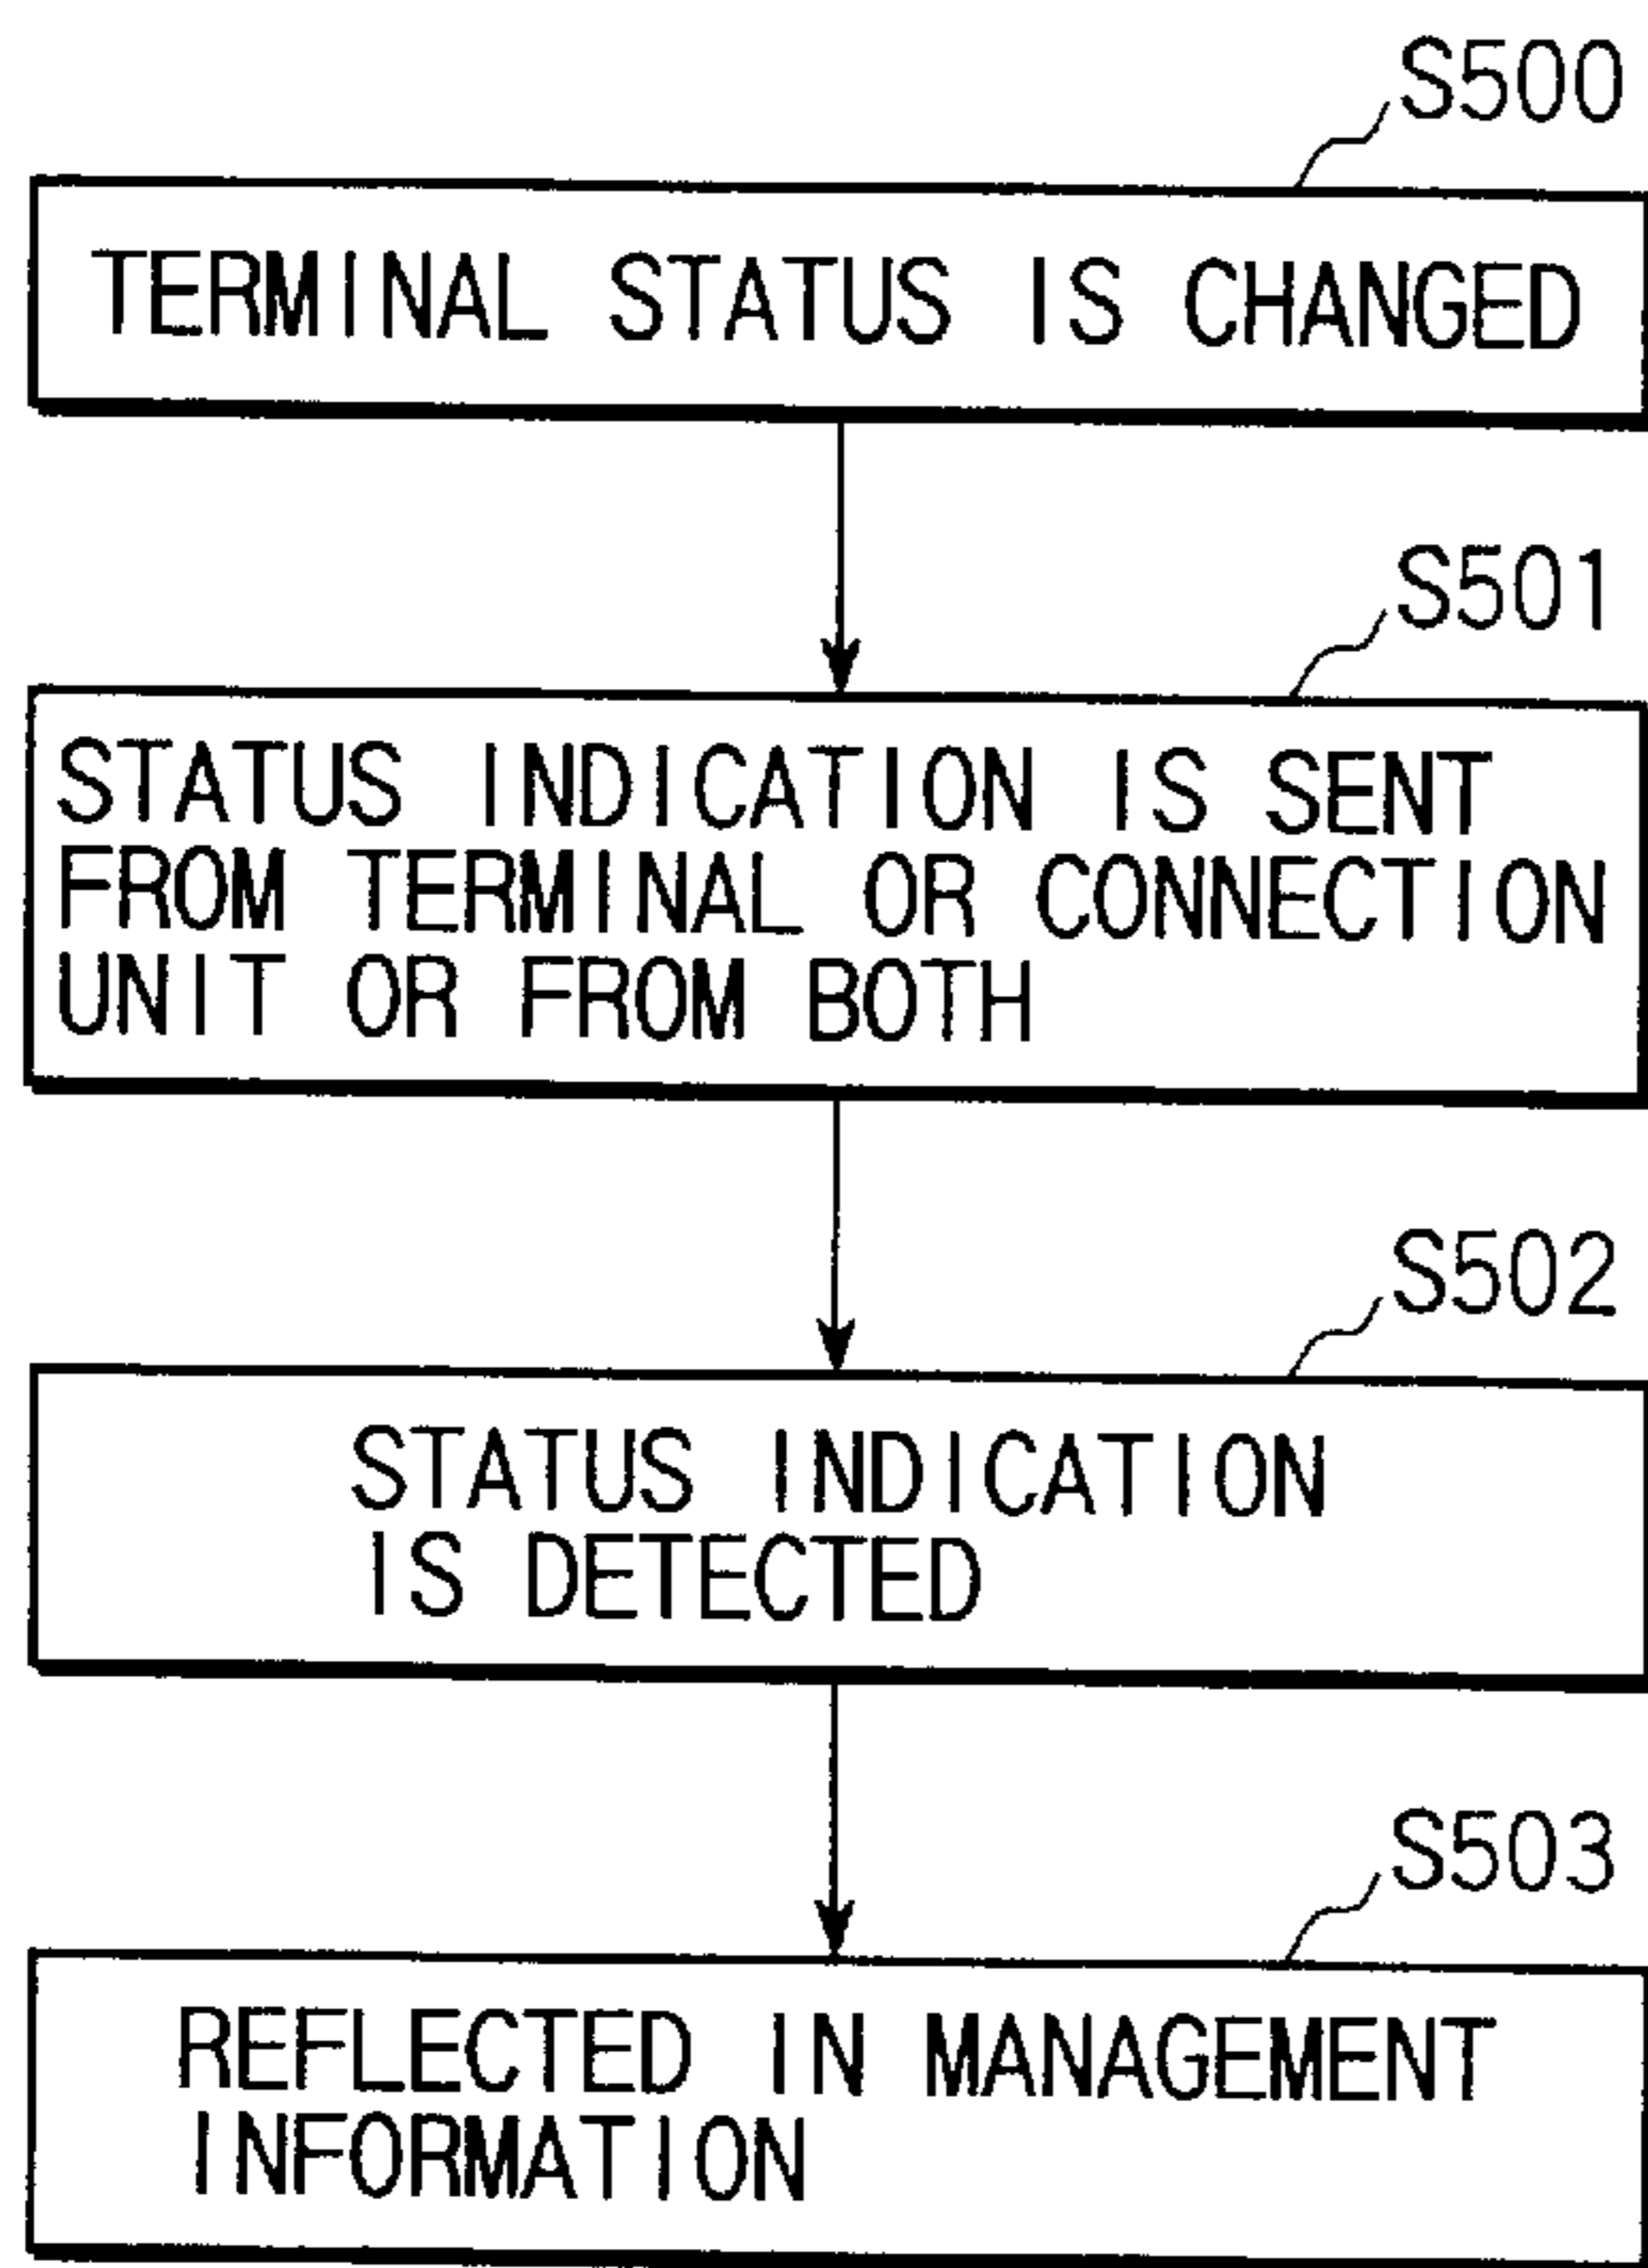 S500
TERMINAL STATUS IS CHANGED
S501
STATUS INDICATION IS SENT
FROM TERMINAL OR CONNECTION
UNIT OR FROM BOTH
S502
STATUS INDICATION
IS DETECTED
S503
REFLECTED IN MANAGEMENT
INFORMATION